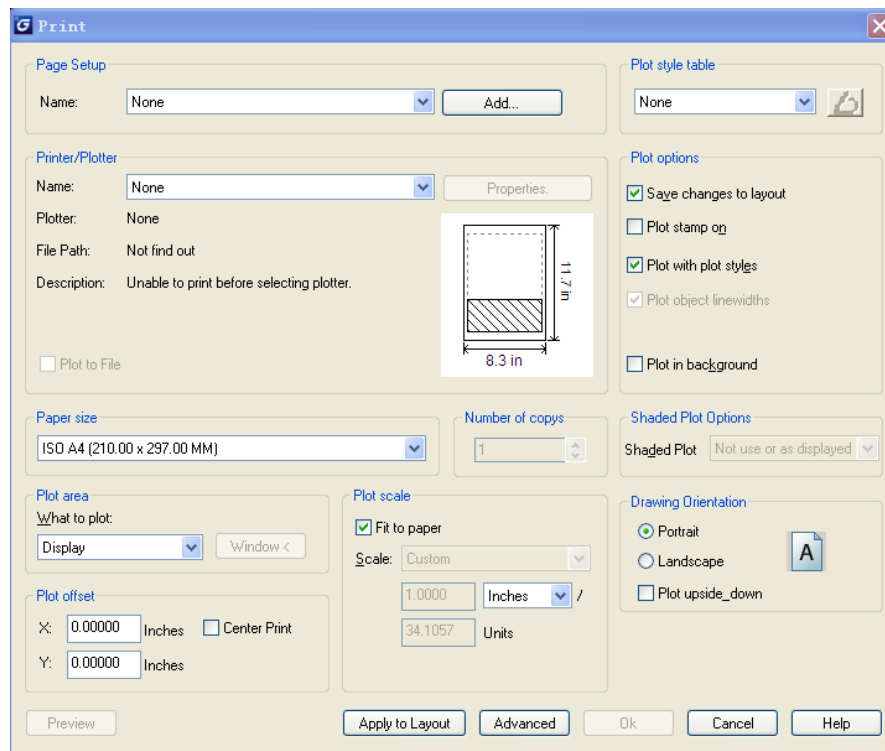 Print
Page Setup
Name: None Add...
Plot style table
None
Printer/Plotter
Name: None Properties.
Plotter: None
File Path: Not find out
Description: Unable to print before selecting plotter.
11.7 in
8.3 in
Plot to File
Plot options
Save changes to layout
Plot stamp on
Plot with plot styles
Plot object linewidths
Plot in background
Paper size
ISO A4 (210.00 x 297.00 MM)
Number of copys
1
Shaded Plot Options
Shaded Plot Not use or as displayed
Plot area
What to plot:
Display Window <
Plot scale
Fit to paper
Scale: Custom
1.0000 Inches /
34.1057 Units
Drawing Orientation
Portrait
Landscape
A
Plot upside_down
Plot offset
X: 0.00000 Inches Center Print
Y: 0.00000 Inches
Preview Apply to Layout Advanced Ok Cancel Help